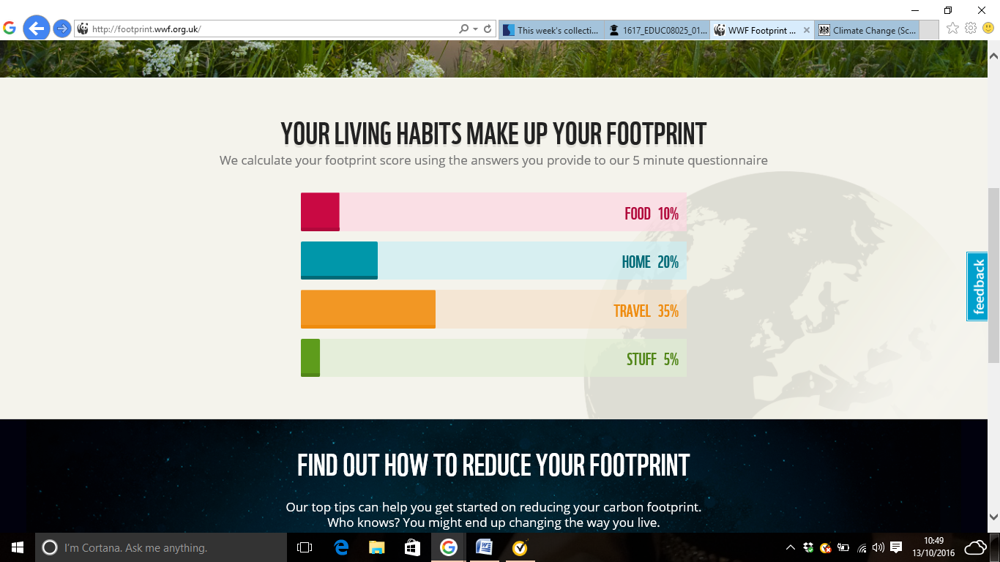 http://footprint.wwf.org.uk/
This week's collecti...
1617_EDUC08025_01...
WWF Footprint ...
Climate Change (Sc...
YOUR LIVING HABITS MAKE UP YOUR FOOTPRINT
We calculate your footprint score using the answers you provide to our 5 minute questionnaire
FOOD 10%
HOME 20%
TRAVEL 35%
STUFF 5%
feedback
FIND OUT HOW TO REDUCE YOUR FOOTPRINT
Our top tips can help you get started on reducing your carbon footprint.
Who knows? You might end up changing the way you live.
I'm Cortana. Ask me anything.
10:49
13/10/2016